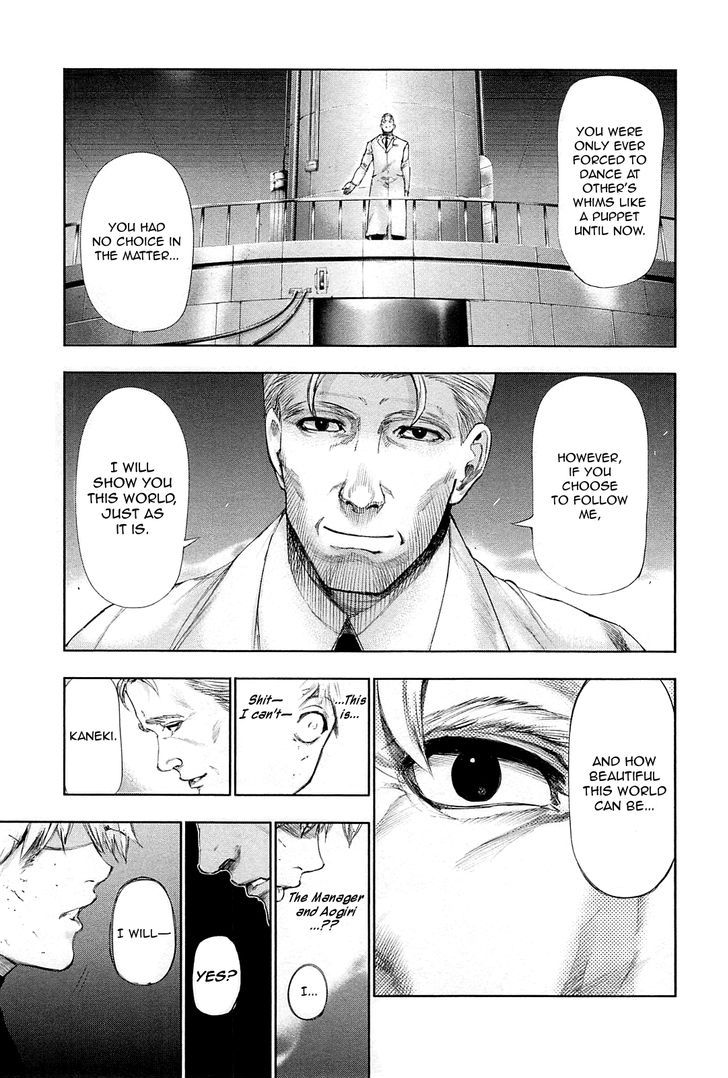 YOU WERE
ONLY EVER
FORCED TO
DANCE AT
OTHER'S
WHIMS LIKE
A PUPPET
UNTIL NOW.
YOU HAD
NO CHOICE IN
THE MATTER...
HOWEVER,
IF YOU
CHOOSE
TO FOLLOW
ME,
I WILL
SHOW YOU
THIS WORLD,
JUST AS
IT IS.
AND HOW
BEAUTIFUL
THIS WORLD
CAN BE...
...This
is...
Shit—
I can't—
KANEKI.
The Manager
and Aogiri
...??
I...
YES?
I WILL—